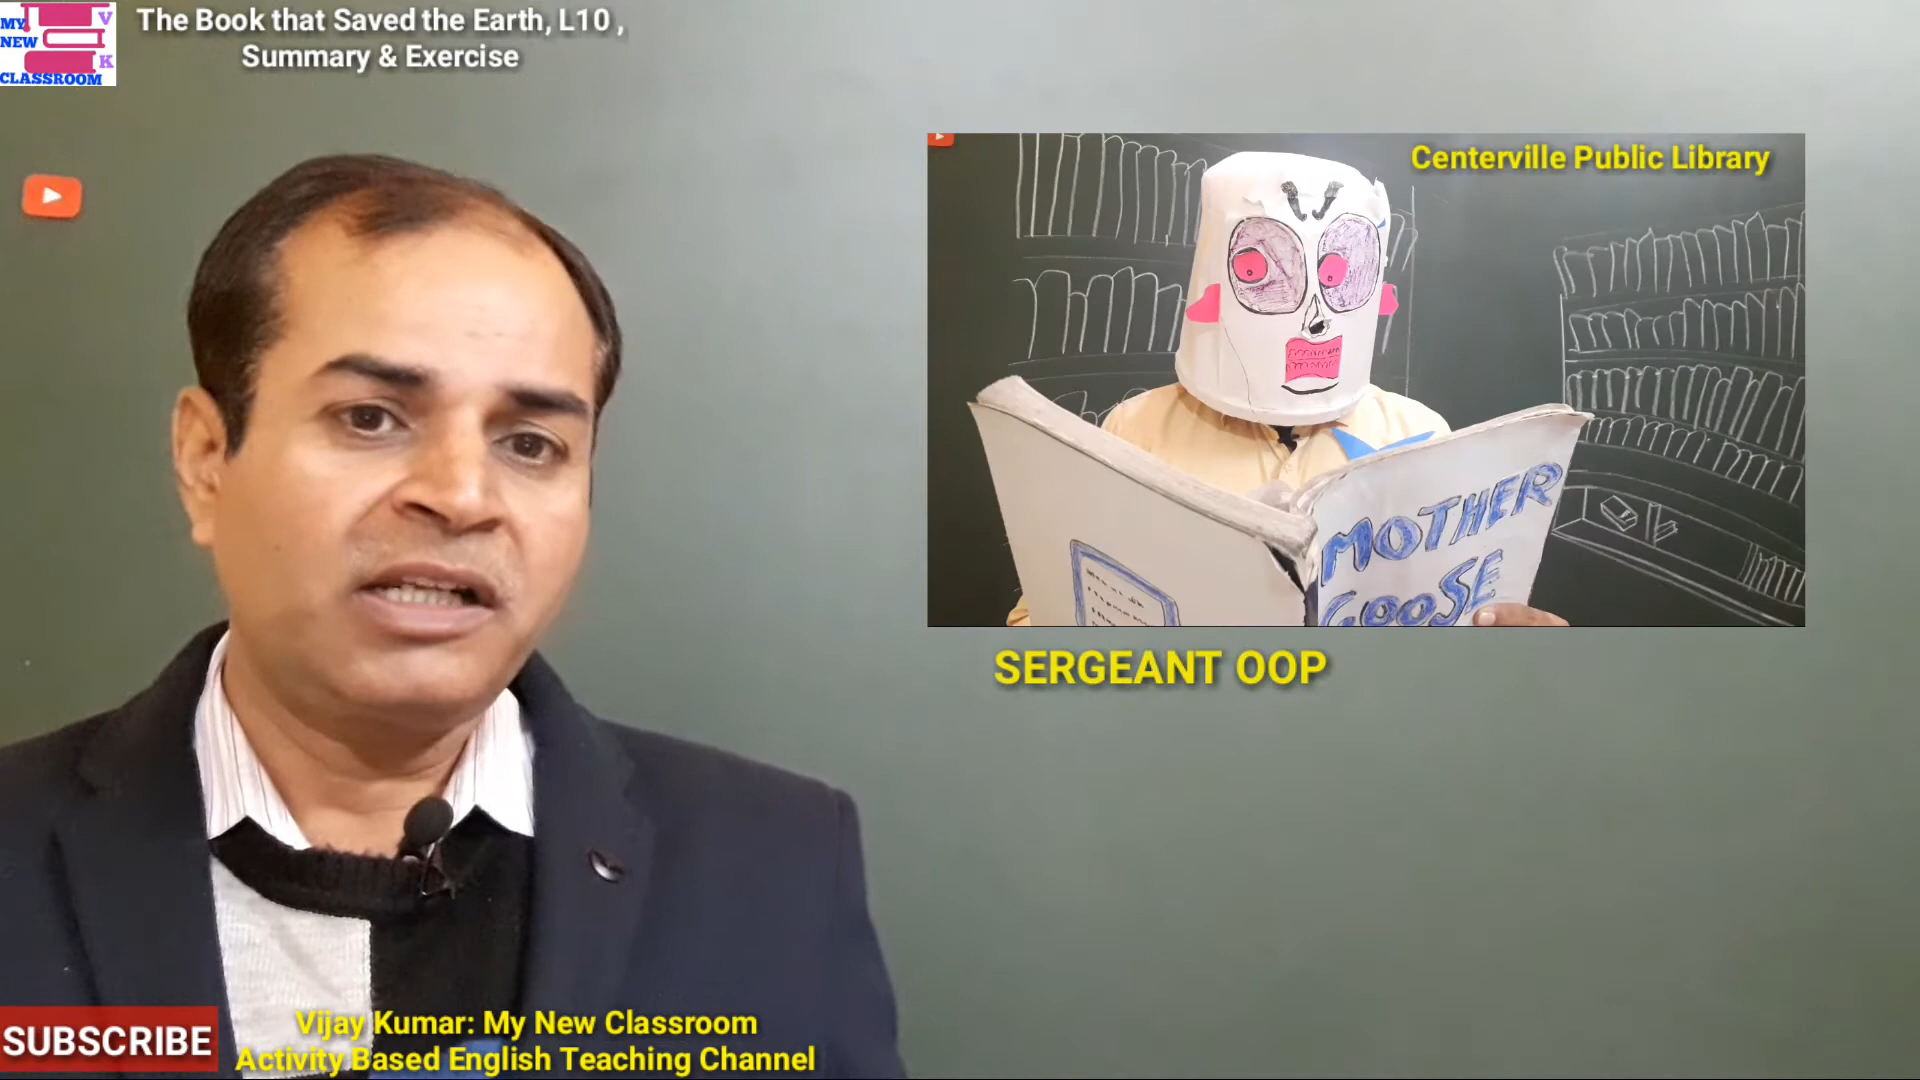 MY
NEW
V
K
CLASSROOM
The Book that Saved the Earth, L10 ,
Summary & Exercise
Centerville Public Library
MOTHER
GOOSE
SERGEANT OOP
SUBSCRIBE
Vijay Kumar: My New Classroom
Activity Based English Teaching Channel